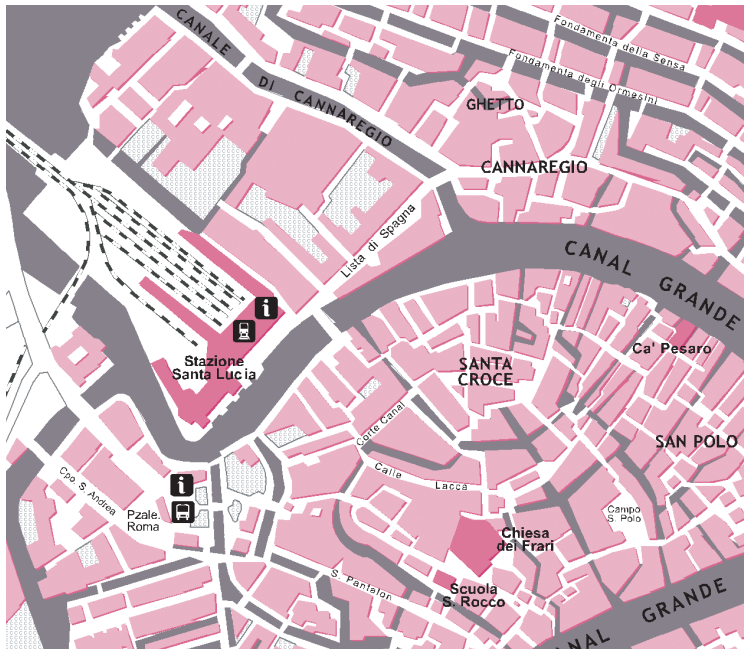 Fondamenta della Sensa
CANALE
DI CANNAREGIO
Fondamenta degli Ormesini
GHETTO
CANNAREGIO
Lista di Spagna
CANAL GRANDE
i
Stazione
Santa Lucia
Ca' Pesaro
SANTA
CROCE
Corte Canal
SAN POLO
Calle Lacca
Cpo. S. Andrea
i
Pzale.
Roma
Campo
S. Polo
Chiesa
dei Frari
S. Pantalon
Scuola
S. Rocco
CANAL GRANDE